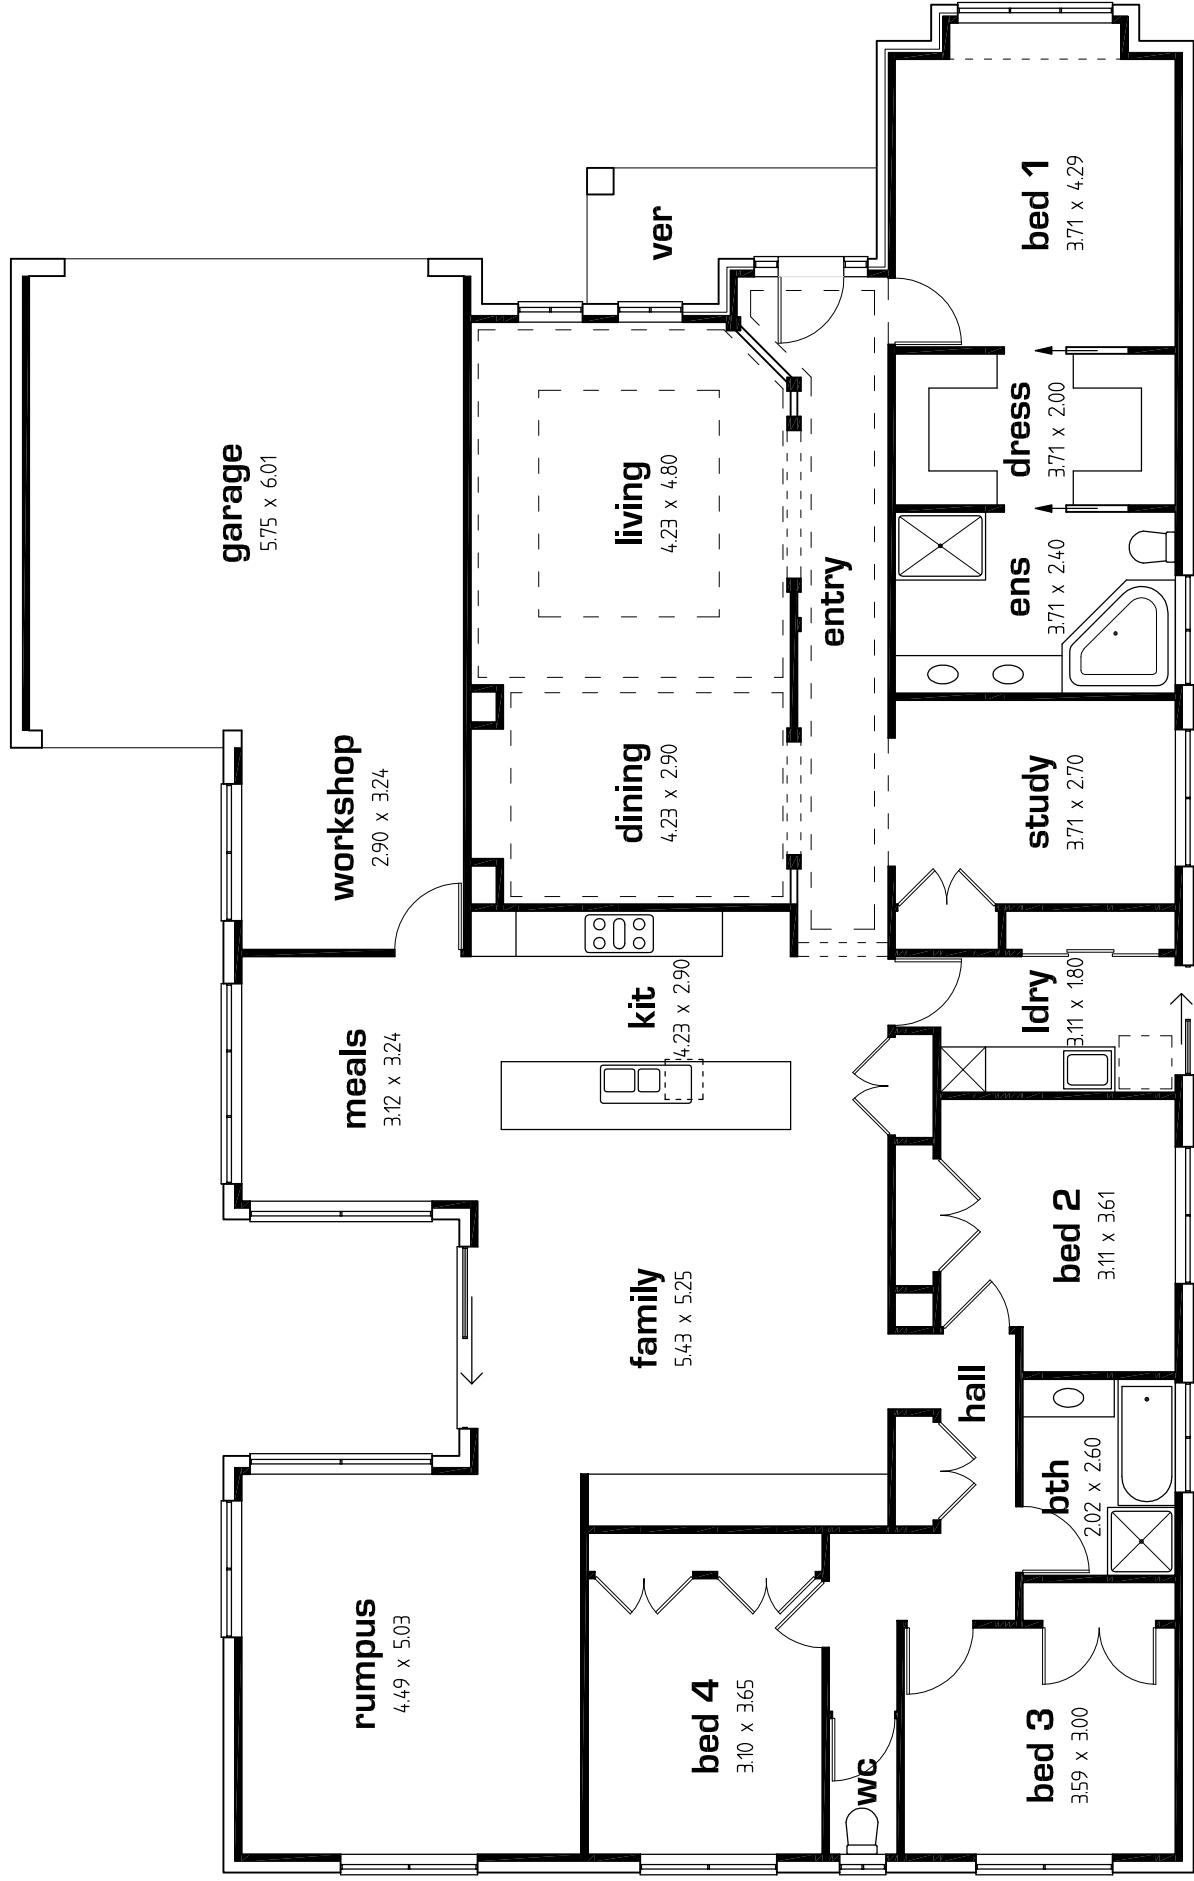 rumpus
4.49 x 5.03
meals
3.12 x 3.24
workshop
2.90 x 3.24
garage
5.75 x 6.01
bed 4
3.10 x 3.65
family
5.43 x 5.25
kit
4.23 x 2.90
dining
4.23 x 2.90
living
4.23 x 4.80
ver
wc
hall
entry
bed 3
3.59 x 3.00
bth
2.02 x 2.60
bed 2
3.11 x 3.61
ldry
3.11 x 1.80
study
3.71 x 2.70
ens
3.71 x 2.40
dress
3.71 x 2.00
bed 1
3.71 x 4.29